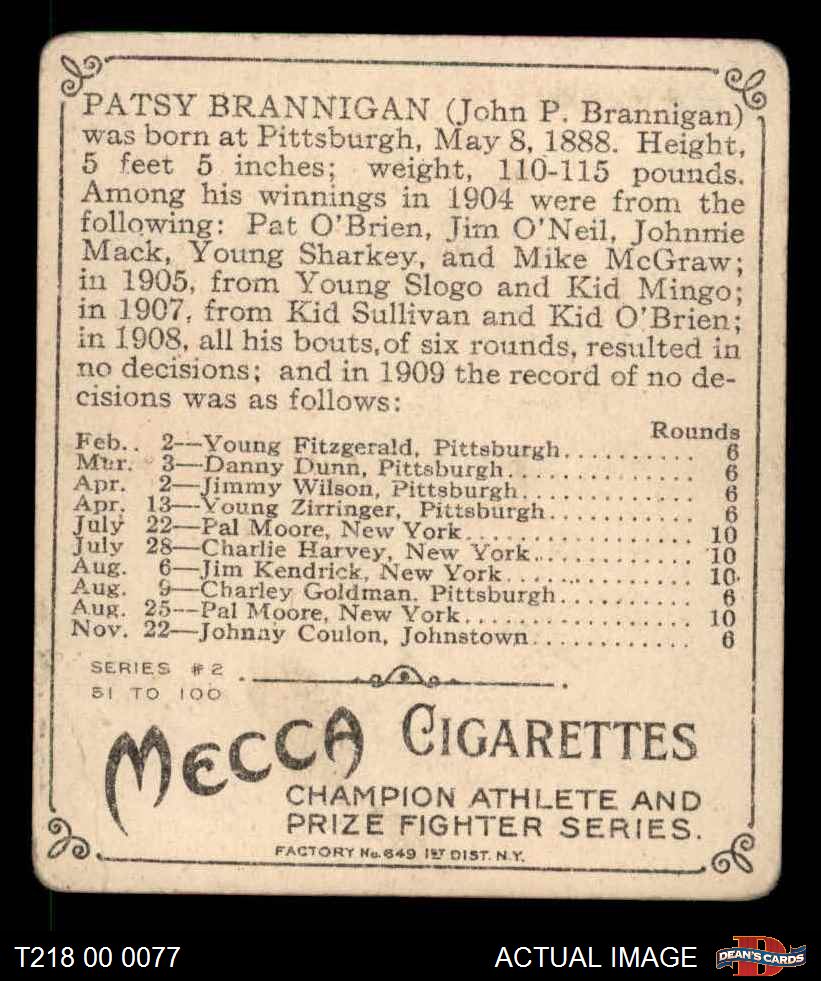 PATSY BRANNIGAN (John P. Brannigan)
was born at Pittsburgh, May 8, 1888. Height,
5 feet 5 inches; weight, 110-115 pounds.
Among his winnings in 1904 were from the
following: Pat O'Brien, Jim O'Neil, Johnnie
Mack, Young Sharkey, and Mike McGraw;
in 1905, from Young Slogo and Kid Mingo;
in 1907, from Kid Sullivan and Kid O'Brien;
in 1908, all his bouts, of six rounds, resulted in
no decisions; and in 1909 the record of no de-
cisions was as follows:
Rounds
Feb.. 2—Young Fitzgerald, Pittsburgh.......... 6
Mar. 3—Danny Dunn, Pittsburgh.............. 6
Apr. 2—Jimmy Wilson, Pittsburgh............. 6
Apr. 13—Young Zirringer, Pittsburgh........... 6
July 22—Pal Moore, New York.................. 10
July 28—Charlie Harvey, New York............. 10
Aug. 6—Jim Kendrick, New York............... 10
Aug. 9—Charley Goldman. Pittsburgh.......... 6
Aug. 25—Pal Moore, New York.................. 10
Nov. 22—Johnny Coulon, Johnstown............ 6
SERIES #2
51 TO 100
MECCA CIGARETTES
CHAMPION ATHLETE AND
PRIZE FIGHTER SERIES.
FACTORY No. 649 1ST DIST. N.Y.
T218 00 0077
ACTUAL IMAGE
D
DEAN'S CARDS